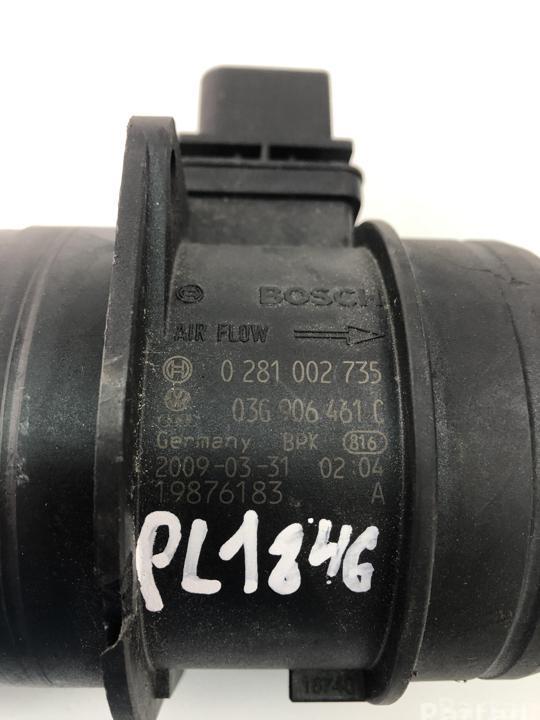 BOSCH
AIR FLOW
0 281 002 735
03G 906 461 C
Germany BPK 816
2009-03-31 02 04
19876183 A
PL1846